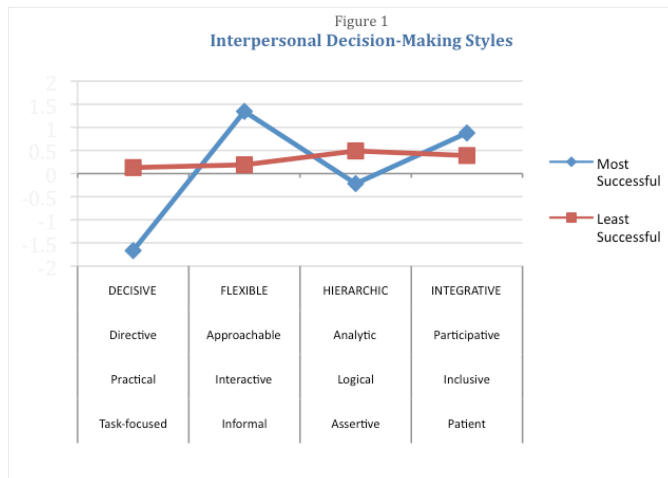 Figure 1
Interpersonal Decision-Making Styles
2
1.5
1
0.5
0
-0.5
-1
-1.5
-2
Most
Successful
Least
Successful
DECISIVE FLEXIBLE HIERARCHIC INTEGRATIVE
Directive Approachable Analytic Participative
Practical Interactive Logical Inclusive
Task-focused Informal Assertive Patient